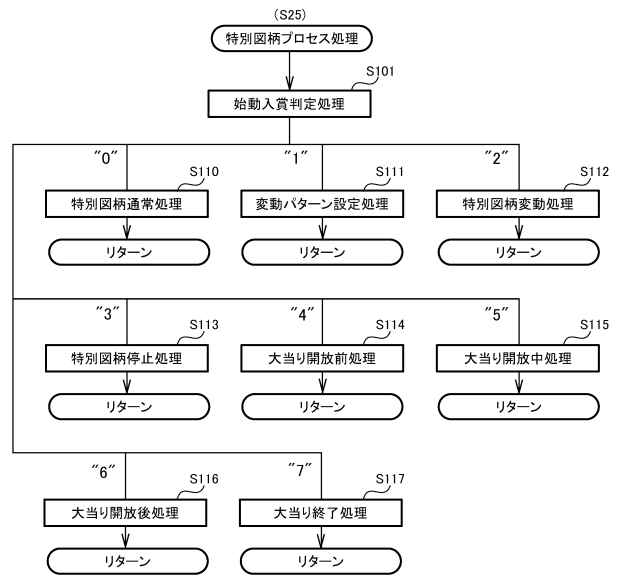 (S25)
特別図柄プロセス処理
S101
始動入賞判定処理
"0"
"1"
"2"
S110
S111
S112
特別図柄通常処理
変動パターン設定処理
特別図柄変動処理
リターン
リターン
リターン
"3"
"4"
"5"
S113
S114
S115
特別図柄停止処理
大当り開放前処理
大当り開放中処理
リターン
リターン
リターン
"6"
"7"
S116
S117
大当り開放後処理
大当り終了処理
リターン
リターン